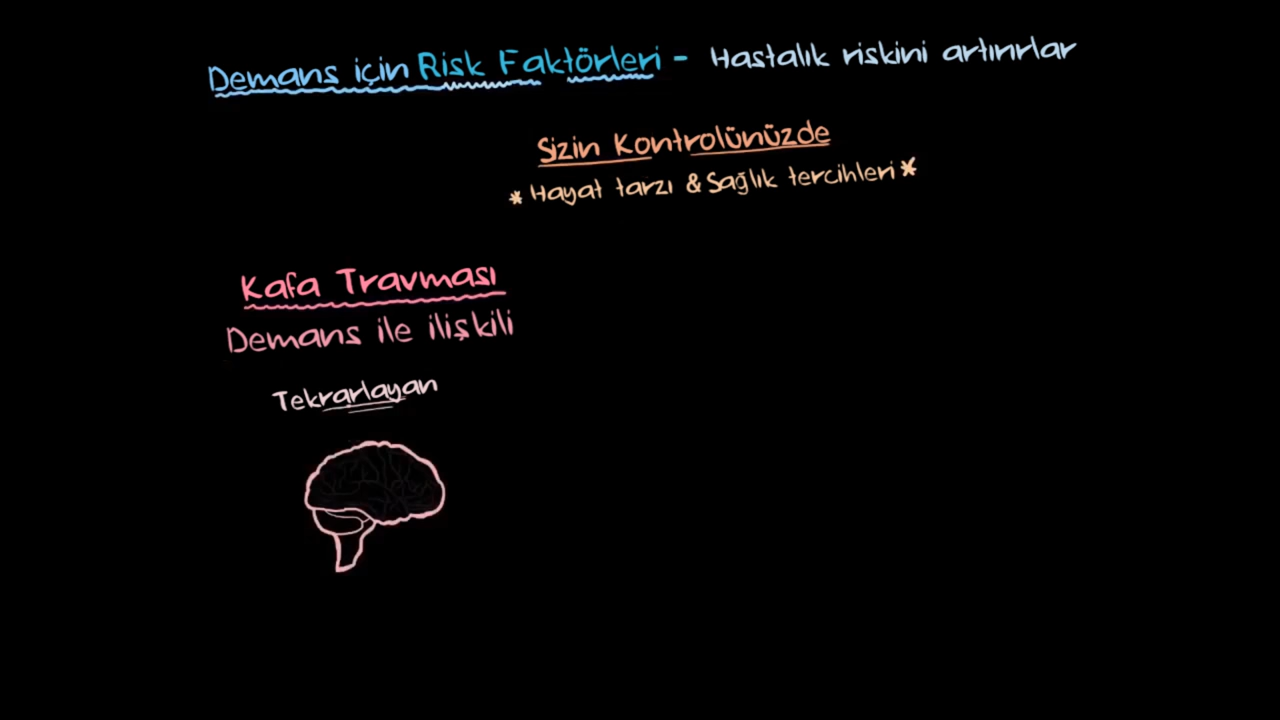 Demans için Risk Faktörleri - Hastalık riskini artırırlar
Sizin Kontrolünüzde
* Hayat tarzı & Sağlık tercihleri *
Kafa Travması
Demans ile ilişkili
Tekrarlayan